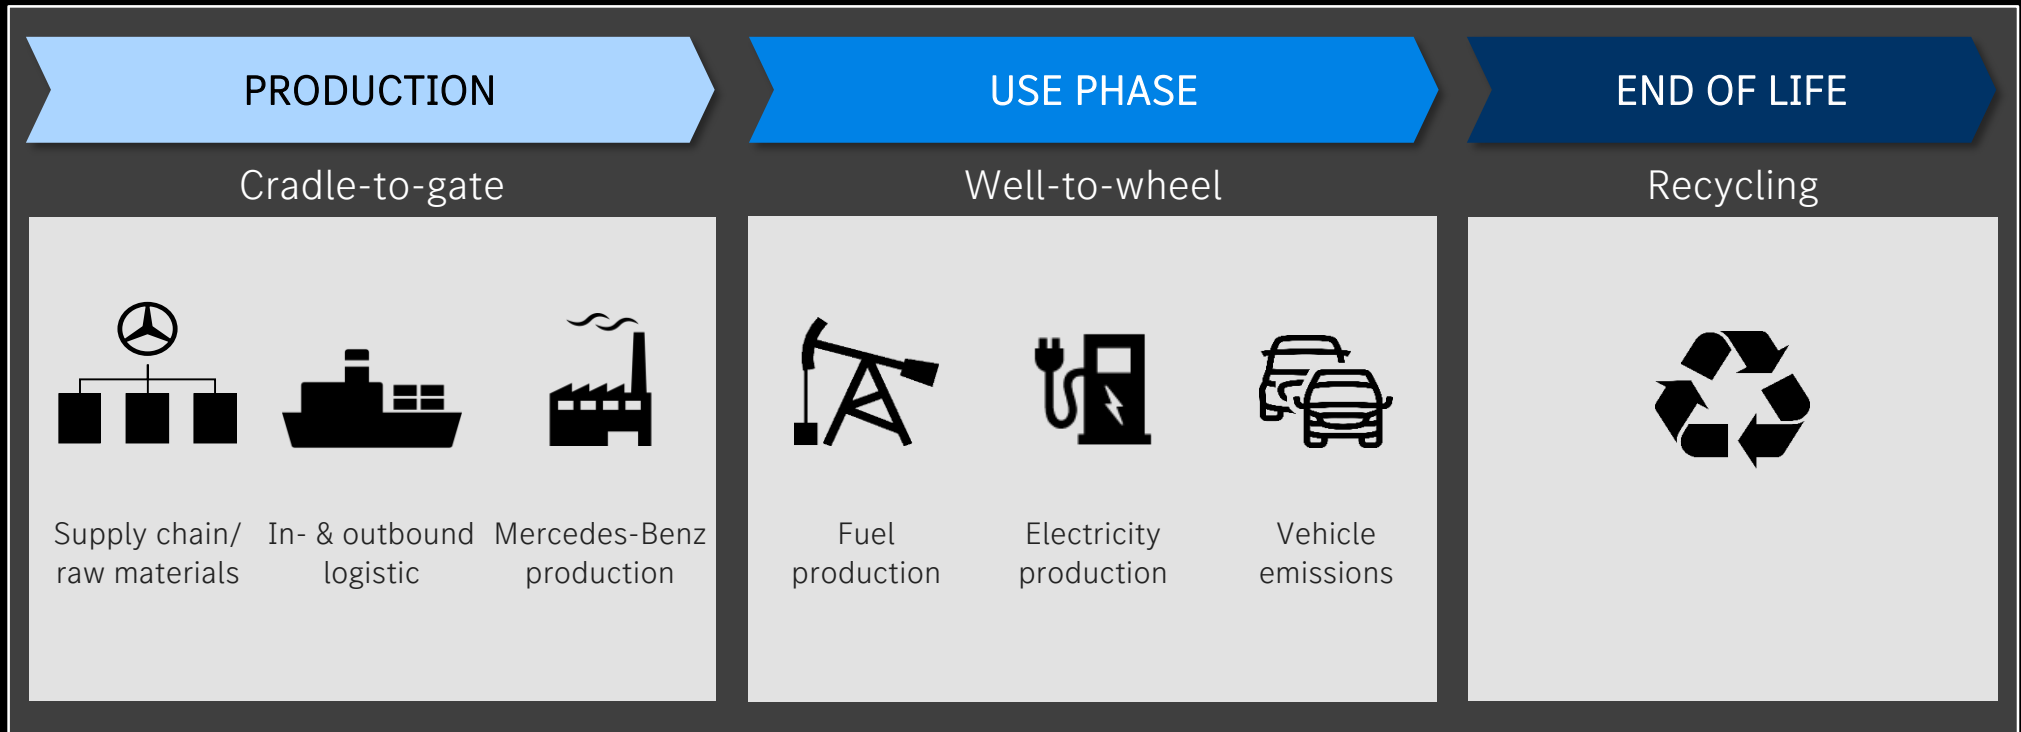 PRODUCTION
USE PHASE
END OF LIFE
Cradle-to-gate
Well-to-wheel
Recycling
Supply chain/
raw materials
In- & outbound
logistic
Mercedes-Benz
production
Fuel
production
Electricity
production
Vehicle
emissions